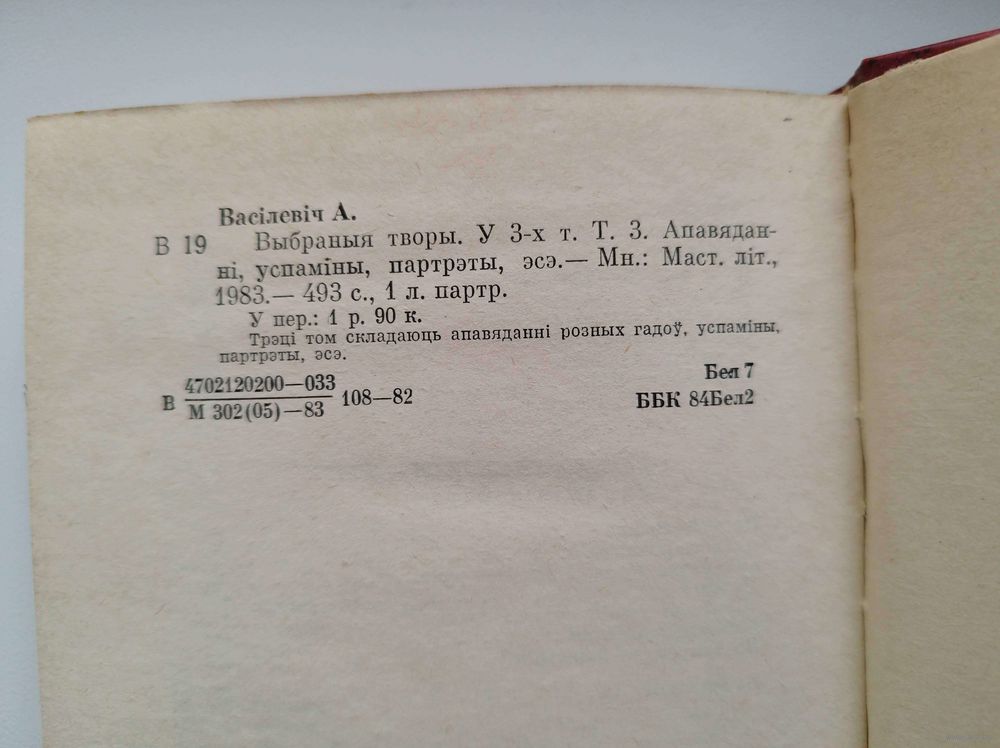 Васілевіч А.
В 19 Выбраныя творы. У 3-х т. Т. 3. Апавядан-
ні, успаміны, партрэты, эсэ.— Мн.: Маст. літ.,
1983.— 493 с., 1 л. партр.
У пер.: 1 р. 90 к.
Трэці том складаюць апавяданні розных гадоў, успаміны,
партрэты, эсэ.
В 4702120200—033 / М 302(05)—83 108—82
Бел 7
ББК 84Бел2